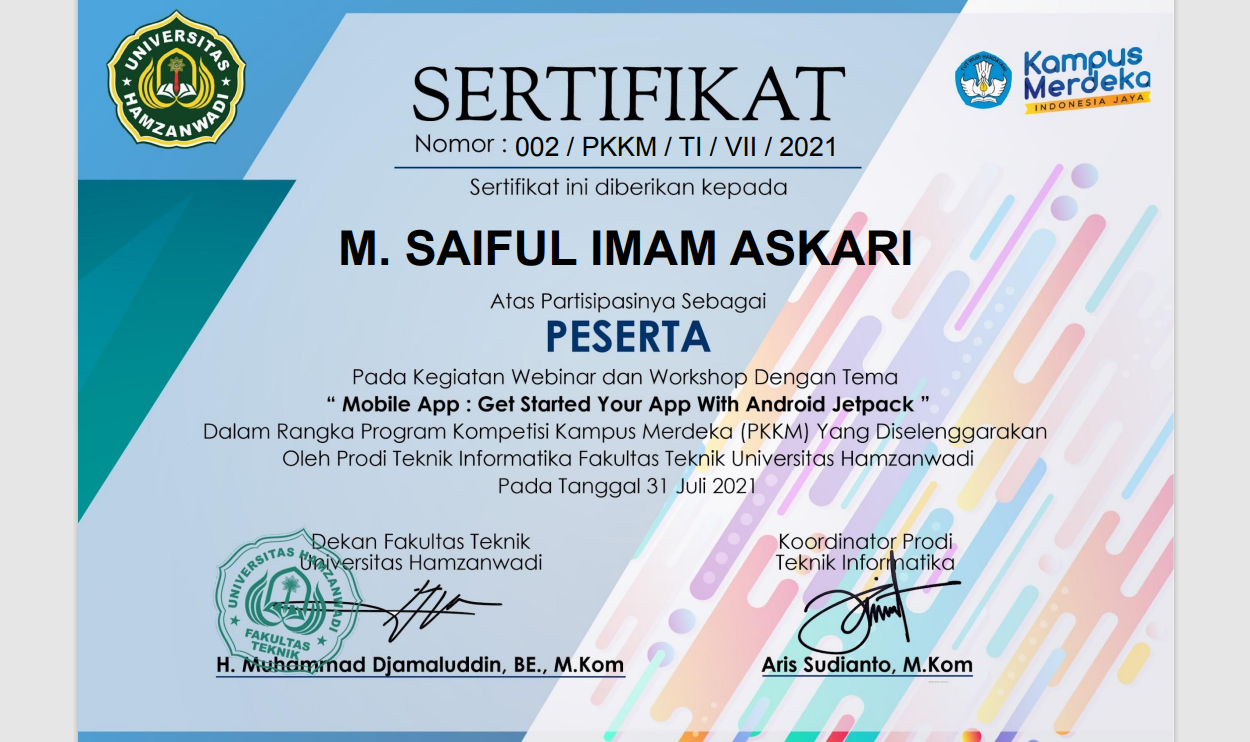 UNIVERSITAS
HAMZANWADI
Kampus
Merdeka
INDONESIA JAYA
SERTIFIKAT
Nomor : 002 / PKKM / TI / VII / 2021
Sertifikat ini diberikan kepada
M. SAIFUL IMAM ASKARI
Atas Partisipasinya Sebagai
PESERTA
Pada Kegiatan Webinar dan Workshop Dengan Tema
“ Mobile App : Get Started Your App With Android Jetpack ”
Dalam Rangka Program Kompetisi Kampus Merdeka (PKKM) Yang Diselenggarakan
Oleh Prodi Teknik Informatika Fakultas Teknik Universitas Hamzanwadi
Pada Tanggal 31 Juli 2021
Dekan Fakultas Teknik
Universitas Hamzanwadi
UNIVERSITAS HAMZANWADI
FAKULTAS
TEKNIK
H. Muhammad Djamaluddin, BE., M.Kom
Koordinator Prodi
Teknik Informatika
Aris Sudianto, M.Kom